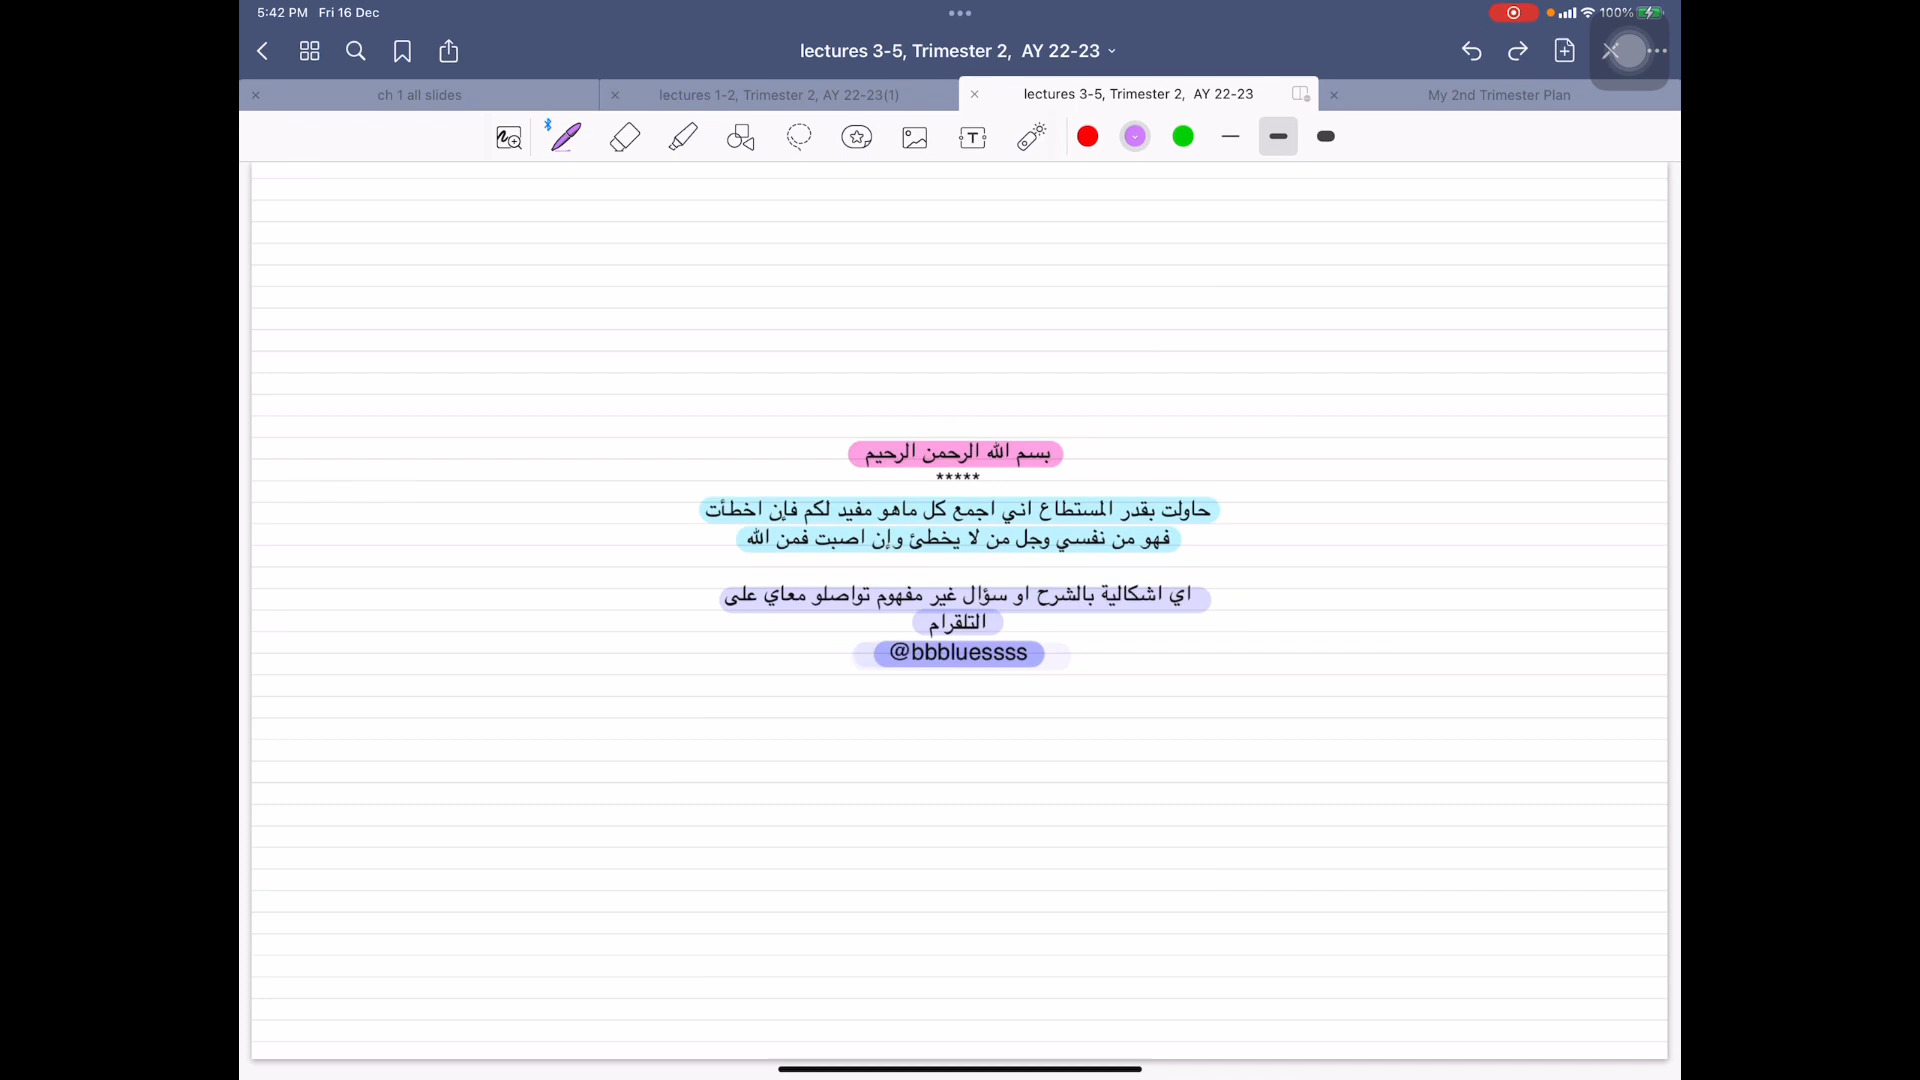 5:42 PM Fri 16 Dec
100%
lectures 3-5, Trimester 2, AY 22-23
ch 1 all slides
lectures 1-2, Trimester 2, AY 22-23(1)
lectures 3-5, Trimester 2, AY 22-23
My 2nd Trimester Plan
بسم الله الرحمن الرحيم
*****
حاولت بقدر المستطاع اني اجمع كل ماهو مفيد لكم فإن اخطأت
فهو من نفسي وجل من لا يخطئ وإن اصبت فمن الله
اي اشكالية بالشرح او سؤال غير مفهوم تواصلو معاي على
التلقرام
@bbbluessss